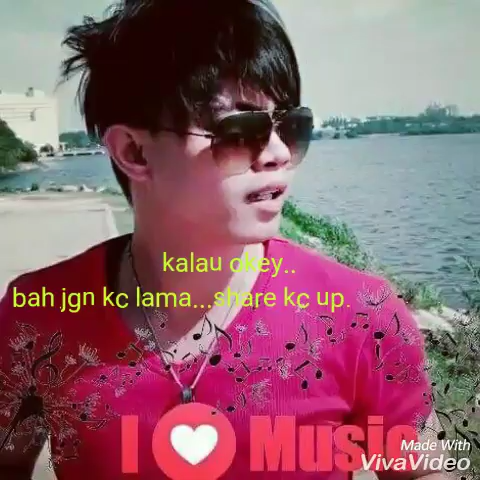 kalau okey..
bah jgn kc lama...share kc up.
I Music
Made With
VivaVideo